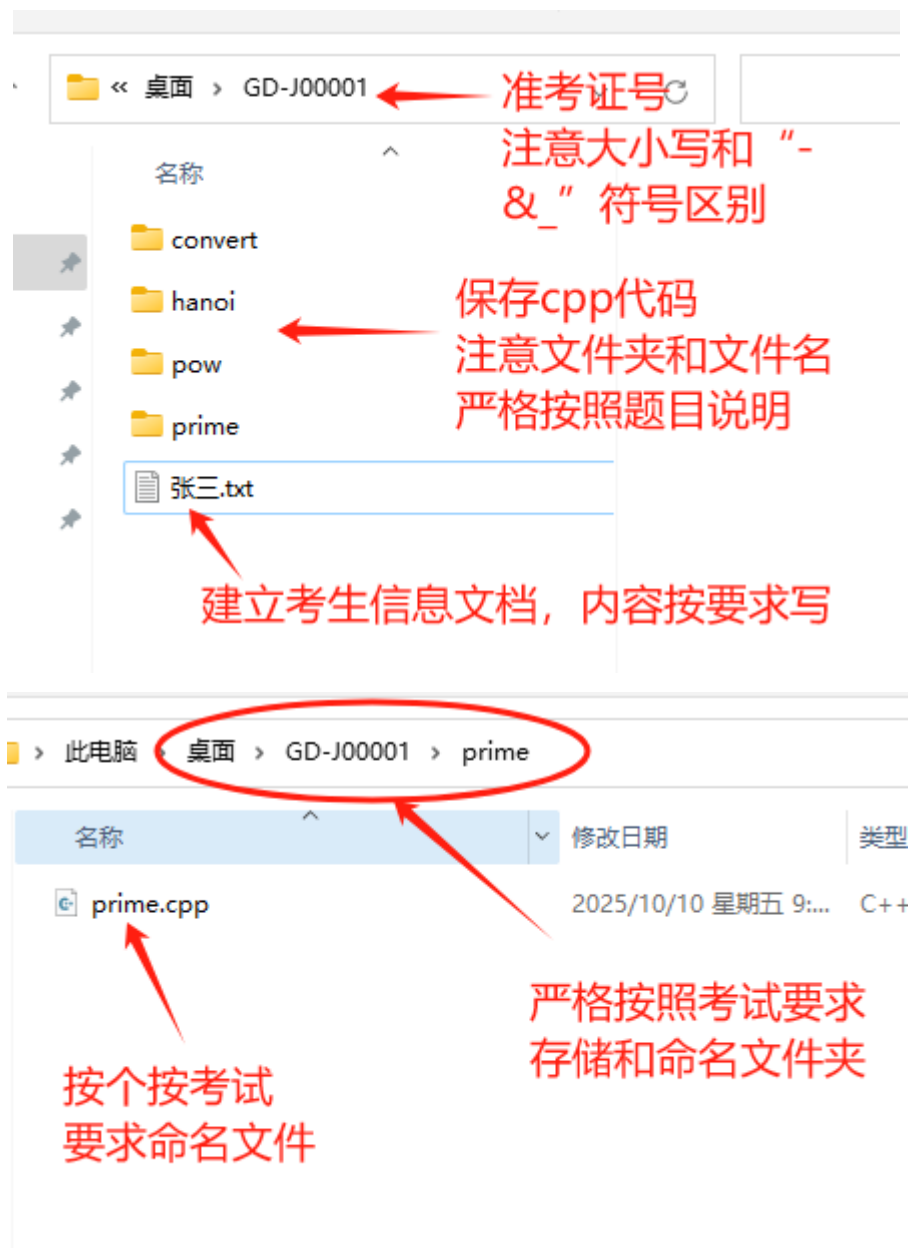 « 桌面 › GD-J00001
准考证号
注意大小写和“-
&_”符号区别
名称
convert
hanoi
pow
prime
张三.txt
保存cpp代码
注意文件夹和文件名
严格按照题目说明
建立考生信息文档，内容按要求写
› 此电脑 › 桌面 › GD-J00001 › prime
名称 修改日期 类型
prime.cpp 2025/10/10 星期五 9:... C++
严格按照考试要求
存储和命名文件夹
按个按考试
要求命名文件